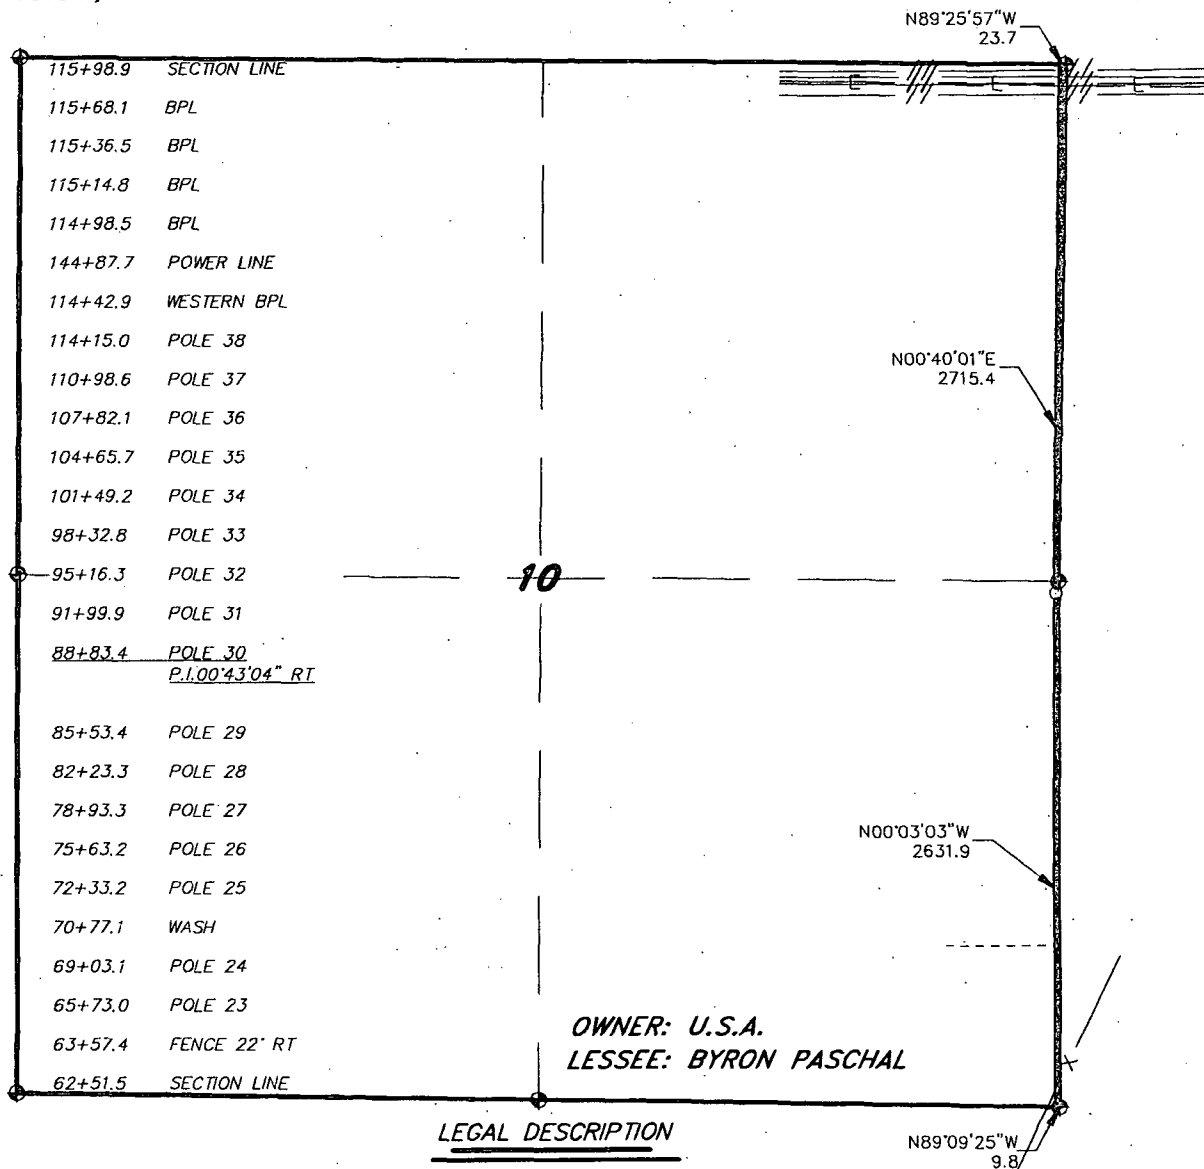 N89°25'57"W
23.7
115+98.9 SECTION LINE
115+68.1 BPL
115+36.5 BPL
115+14.8 BPL
114+98.5 BPL
144+87.7 POWER LINE
114+42.9 WESTERN BPL
114+15.0 POLE 38
110+98.6 POLE 37
N00°40'01"E
2715.4
107+82.1 POLE 36
104+65.7 POLE 35
101+49.2 POLE 34
98+32.8 POLE 33
95+16.3 POLE 32
10
91+99.9 POLE 31
88+83.4 POLE 30
P.I.00°43'04" RT
85+53.4 POLE 29
82+23.3 POLE 28
78+93.3 POLE 27
75+63.2 POLE 26
N00°03'03"W
2631.9
72+33.2 POLE 25
70+77.1 WASH
69+03.1 POLE 24
65+73.0 POLE 23
63+57.4 FENCE 22' RT
62+51.5 SECTION LINE
OWNER: U.S.A.
LESSEE: BYRON PASCHAL
LEGAL DESCRIPTION
N89°09'25"W
9.8